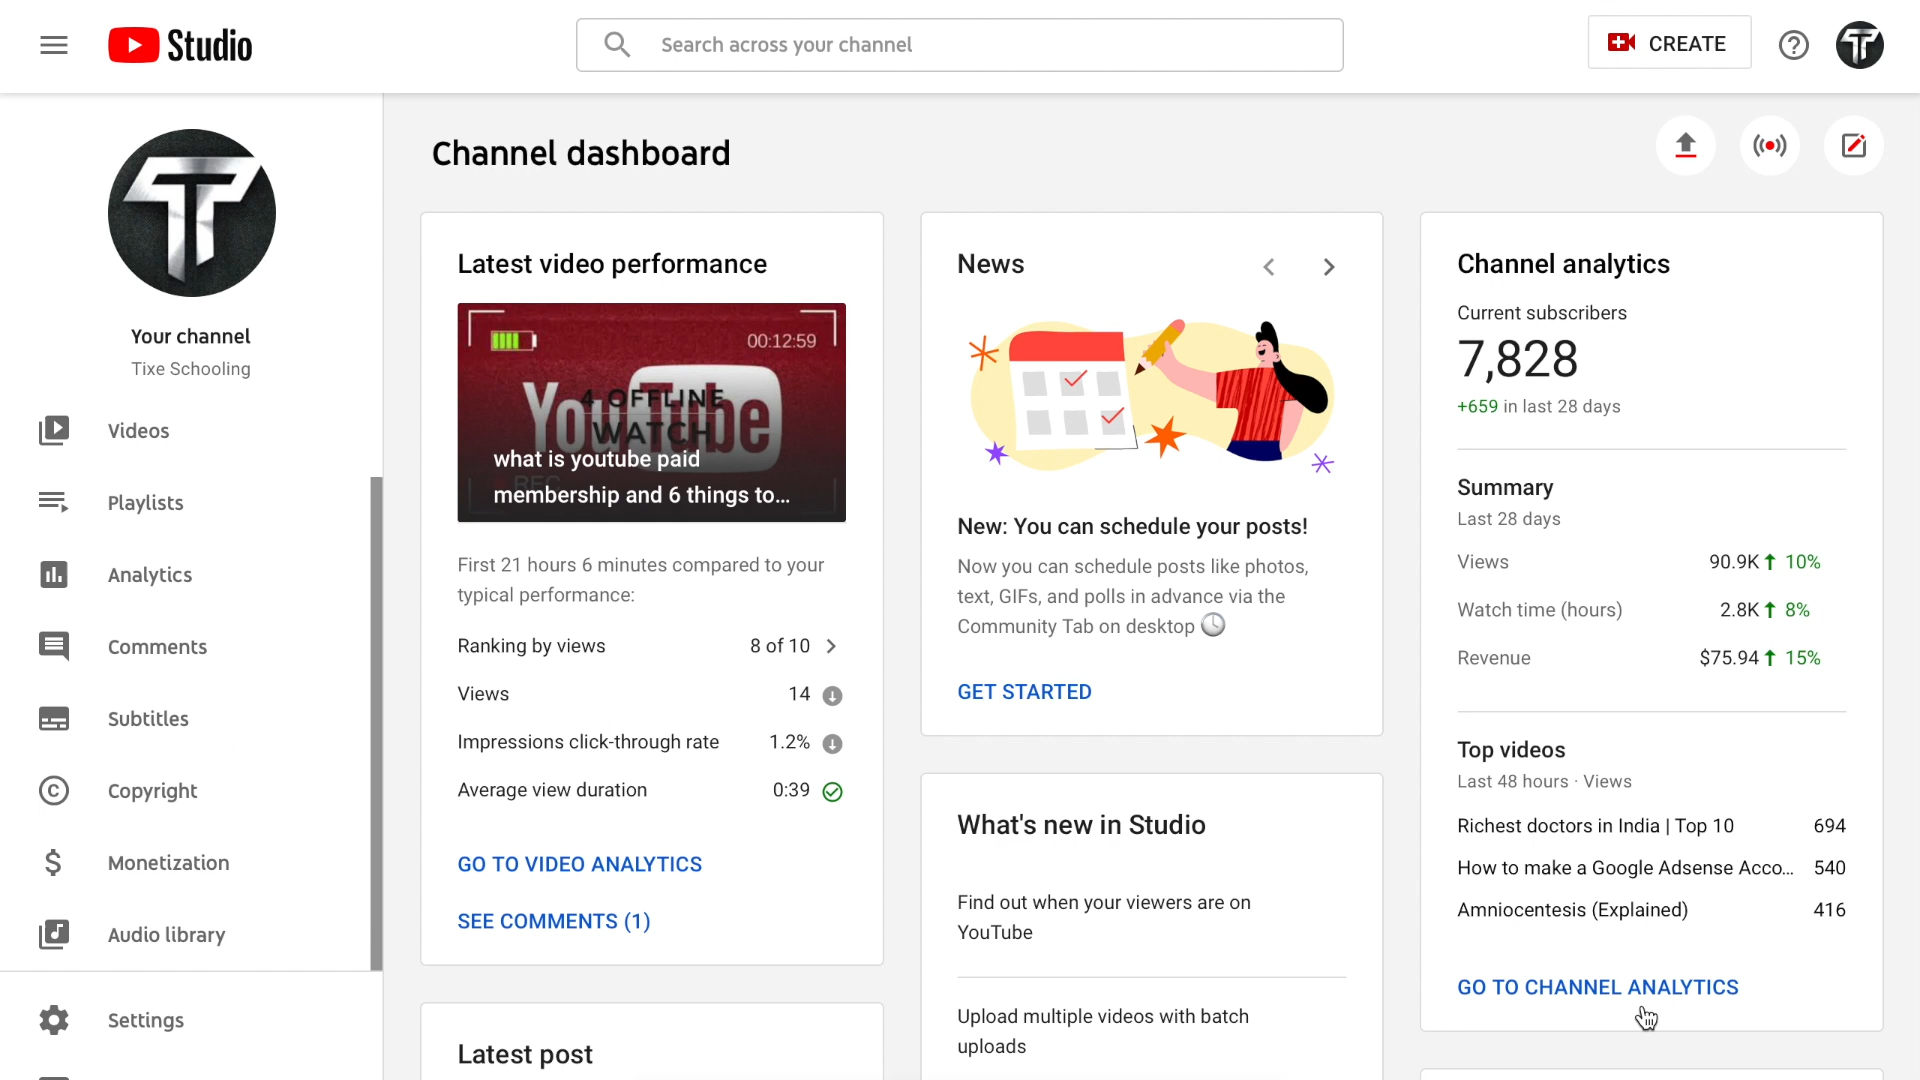 Studio
Search across your channel
CREATE
Your channel
Tixe Schooling
Videos
Playlists
Analytics
Comments
Subtitles
Copyright
Monetization
Audio library
Settings
Channel dashboard
Latest video performance
00:12:59
YouTube
4 OFFLINE
WATCH
REC
what is youtube paid
membership and 6 things to...
First 21 hours 6 minutes compared to your
typical performance:
Ranking by views 8 of 10
Views 14
Impressions click-through rate 1.2%
Average view duration 0:39
GO TO VIDEO ANALYTICS
SEE COMMENTS (1)
Latest post
News
New: You can schedule your posts!
Now you can schedule posts like photos,
text, GIFs, and polls in advance via the
Community Tab on desktop
GET STARTED
What's new in Studio
Find out when your viewers are on
YouTube
Upload multiple videos with batch
uploads
Channel analytics
Current subscribers
7,828
+659 in last 28 days
Summary
Last 28 days
Views 90.9K 10%
Watch time (hours) 2.8K 8%
Revenue $75.94 15%
Top videos
Last 48 hours · Views
Richest doctors in India | Top 10 694
How to make a Google Adsense Acco... 540
Amniocentesis (Explained) 416
GO TO CHANNEL ANALYTICS